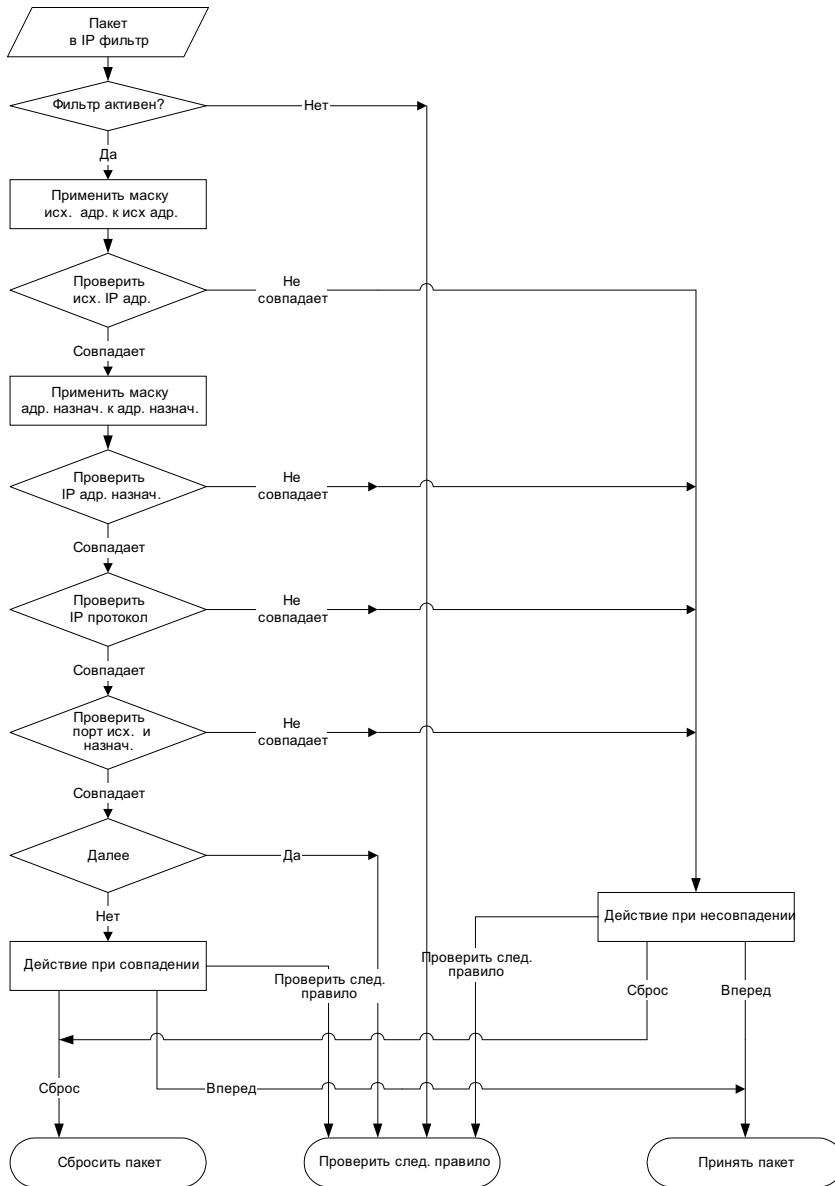 Пакет
в IP фильтр
Фильтр активен?
Нет
Да
Применить маску
исх. адр. к исх адр.
Проверить
исх. IP адр.
Не
совпадает
Совпадает
Применить маску
адр. назнач. к адр. назнач.
Проверить
IP адр. назнач.
Не
совпадает
Совпадает
Проверить
IP протокол
Не
совпадает
Совпадает
Проверить
порт исх. и
назнач.
Не
совпадает
Совпадает
Далее
Да
Нет
Действие при несовпадении
Действие при совпадении
Проверить след.
правило
Проверить след.
правило
Сброс
Вперед
Сброс
Вперед
Сбросить пакет
Проверить след. правило
Принять пакет